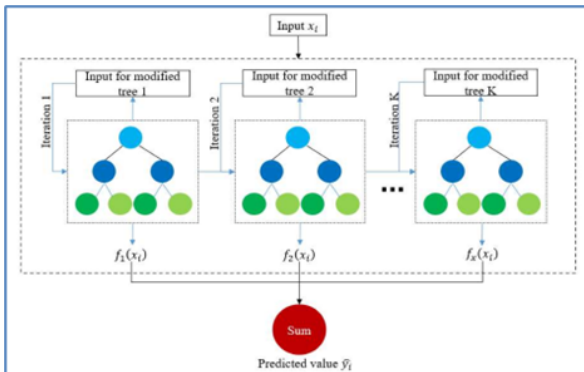 Input x_i
Input for modified
tree 1
Input for modified
tree 2
Input for modified
tree K
Iteration 1
Iteration 2
Iteration K
...
f_1(x_i)
f_2(x_i)
f_x(x_i)
Sum
Predicted value ŷ_i